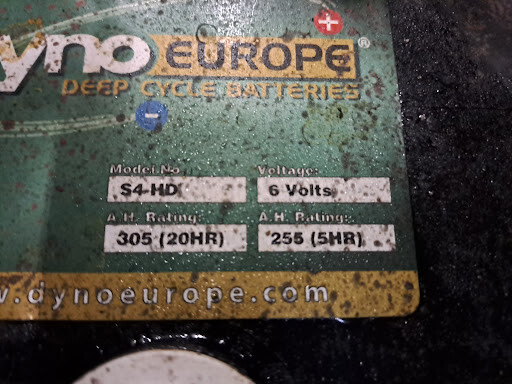 yno EUROPE®
DEEP CYCLE BATTERIES
Model No. Voltage:
S4-HD 6 Volts
A.H. Rating: A.H. Rating:
305 (20HR) 255 (5HR)
w.dynoeurope.com